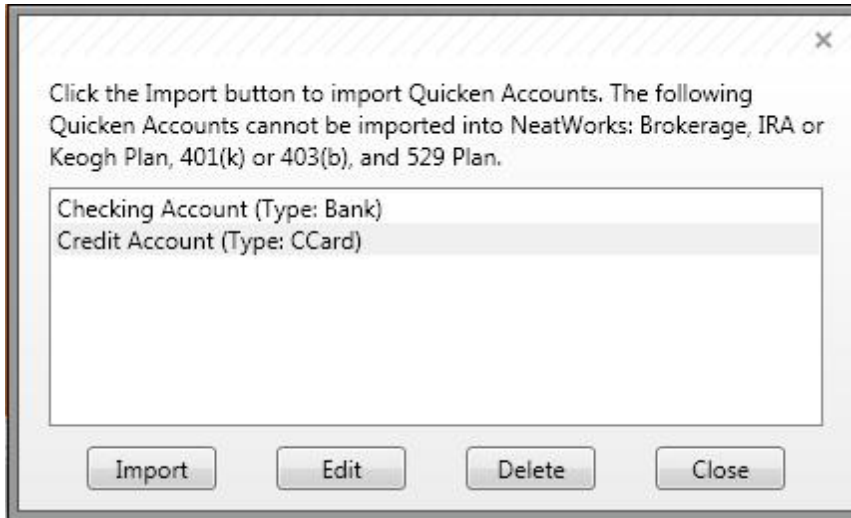 Click the Import button to import Quicken Accounts. The following
Quicken Accounts cannot be imported into NeatWorks: Brokerage, IRA or
Keogh Plan, 401(k) or 403(b), and 529 Plan.
Checking Account (Type: Bank)
Credit Account (Type: CCard)
Import Edit Delete Close